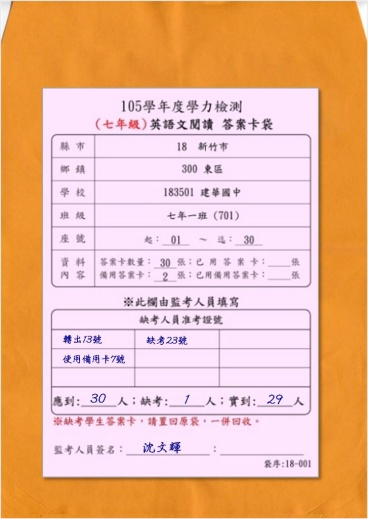 105學年度學力檢測
(七年級)英語文閱讀 答案卡袋
縣市 18 新竹市
鄉鎮 300 東區
學校 183501 建華國中
班級 七年一班 (701)
座號 起: 01 ～ 迄: 30
資料內容 答案卡數量: 30 張;已用答案卡:____張
備用答案卡: 2 張;已用備用答案卡:____張
※此欄由監考人員填寫
缺考人員准考證號
轉出13號 缺考23號
使用備用卡7號
應到: 30 人;缺考: 1 人;實到: 29 人
※缺考學生答案卡,請置回原袋,一併回收。
監考人員簽名: 沈文輝 :
袋序:18-001